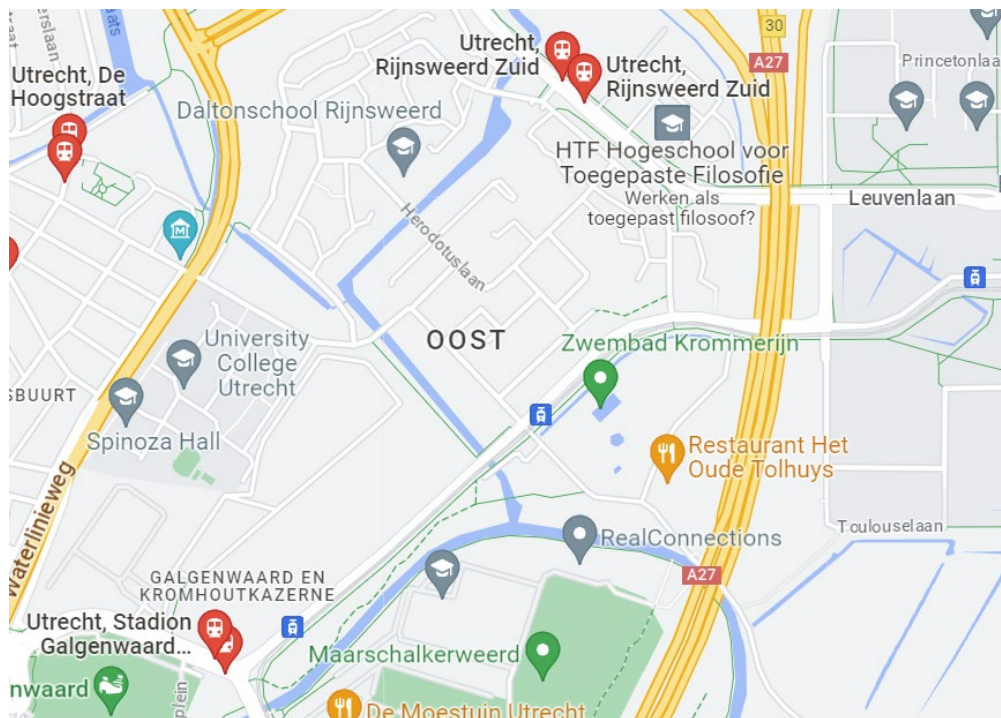 30
A27
Utrecht,
Rijnsweerd Zuid
Utrecht,
Rijnsweerd Zuid
Princetonlaa
Utrecht, De
Hoogstraat
Daltonschool Rijnsweerd
HTF Hogeschool voor
Toegepaste Filosofie
Werken als
toegepast filosoof?
Leuvenlaan
Herodotuslaan
M
OOST
University
College
Utrecht
Zwembad Krommerijn
SBUURT
Spinoza Hall
Restaurant Het
Oude Tolhuys
Waterlinieweg
Toulouselaan
RealConnections
A27
GALGENWAARD EN
KROMHOUTKAZERNE
Utrecht, Stadion
Galgenwaard...
Maarschalkerweerd
nwaard
plein
De Moestuin Utrecht